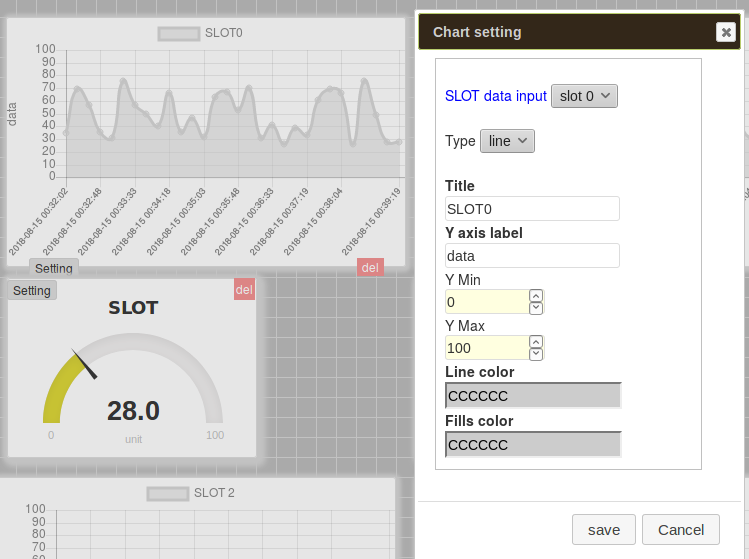 SLOT0
data
100
90
80
70
60
50
40
30
20
10
0
2018-08-15 00:32:02
2018-08-15 00:32:48
2018-08-15 00:33:33
2018-08-15 00:34:18
2018-08-15 00:35:03
2018-08-15 00:35:48
2018-08-15 00:36:33
2018-08-15 00:37:19
2018-08-15 00:38:04
2018-08-15 00:39:19
Setting
del
Setting
del
SLOT
28.0
0
unit
100
SLOT 2
100
90
80
70
60
Chart setting
SLOT data input slot 0
Type line
Title
SLOT0
Y axis label
data
Y Min
0
Y Max
100
Line color
CCCCCC
Fills color
CCCCCC
save Cancel